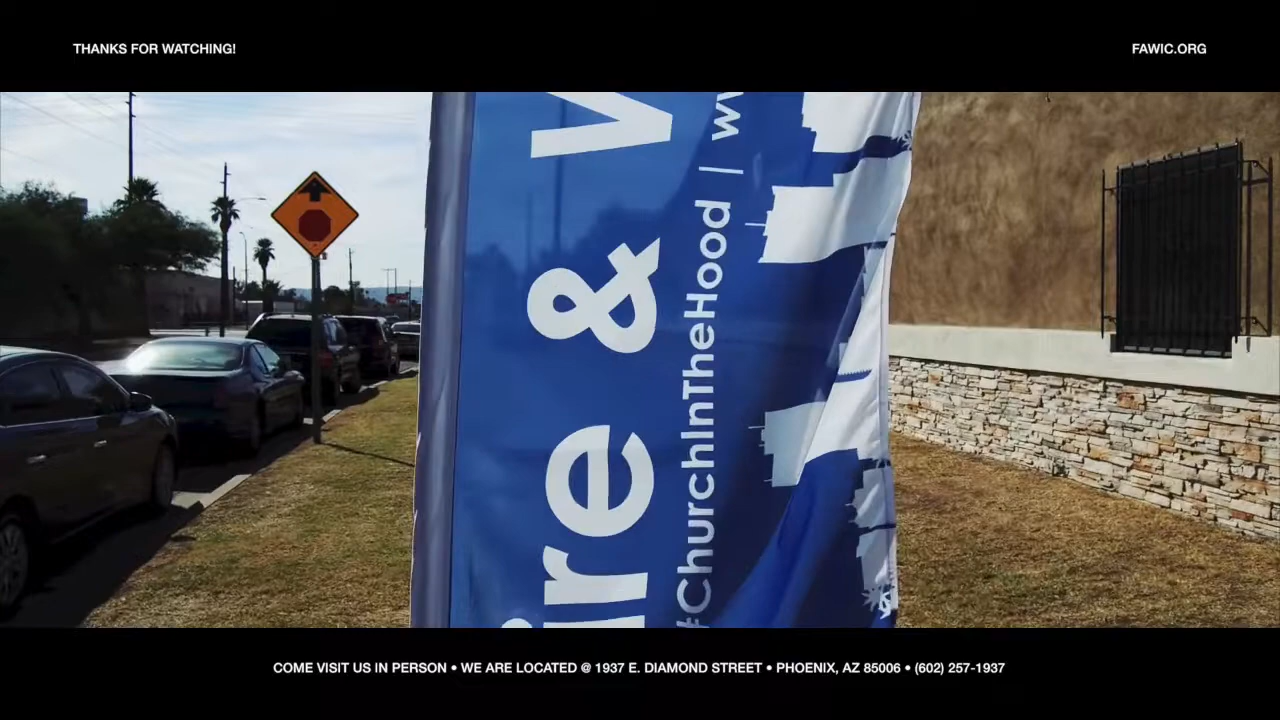 THANKS FOR WATCHING!
FAWIC.ORG
ire &
#ChurchInTheHood |
COME VISIT US IN PERSON • WE ARE LOCATED @ 1937 E. DIAMOND STREET • PHOENIX, AZ 85006 • (602) 257-1937